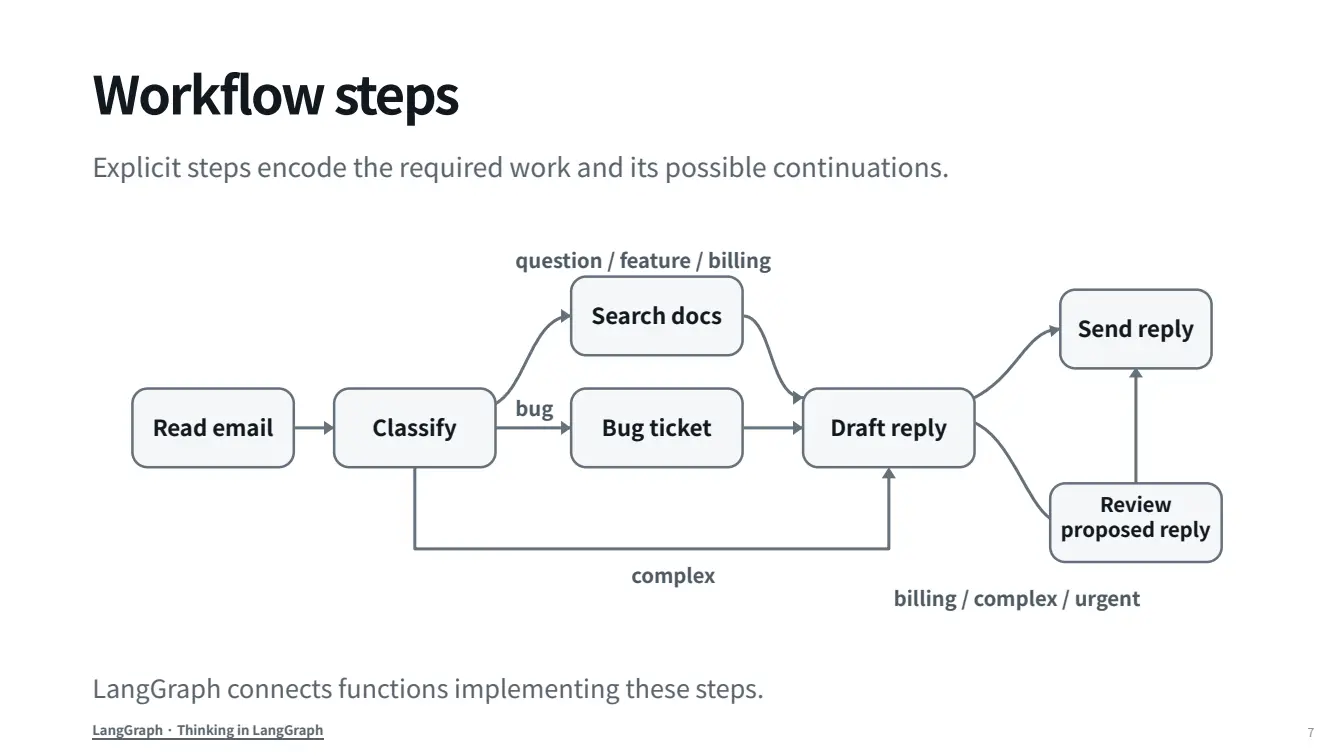 Workflow steps
Explicit steps encode the required work and its possible continuations.
question / feature / billing
Search docs
Send reply
Read email
Classify
bug
Bug ticket
Draft reply
Review
proposed reply
complex
billing / complex / urgent
LangGraph connects functions implementing these steps.
LangGraph · Thinking in LangGraph
7